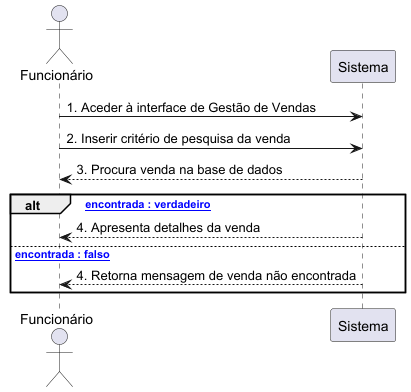 Funcionário
Sistema
1. Aceder à interface de Gestão de Vendas
2. Inserir critério de pesquisa da venda
3. Procura venda na base de dados
alt
encontrada : verdadeiro
4. Apresenta detalhes da venda
encontrada : falso
4. Retorna mensagem de venda não encontrada
Funcionário
Sistema